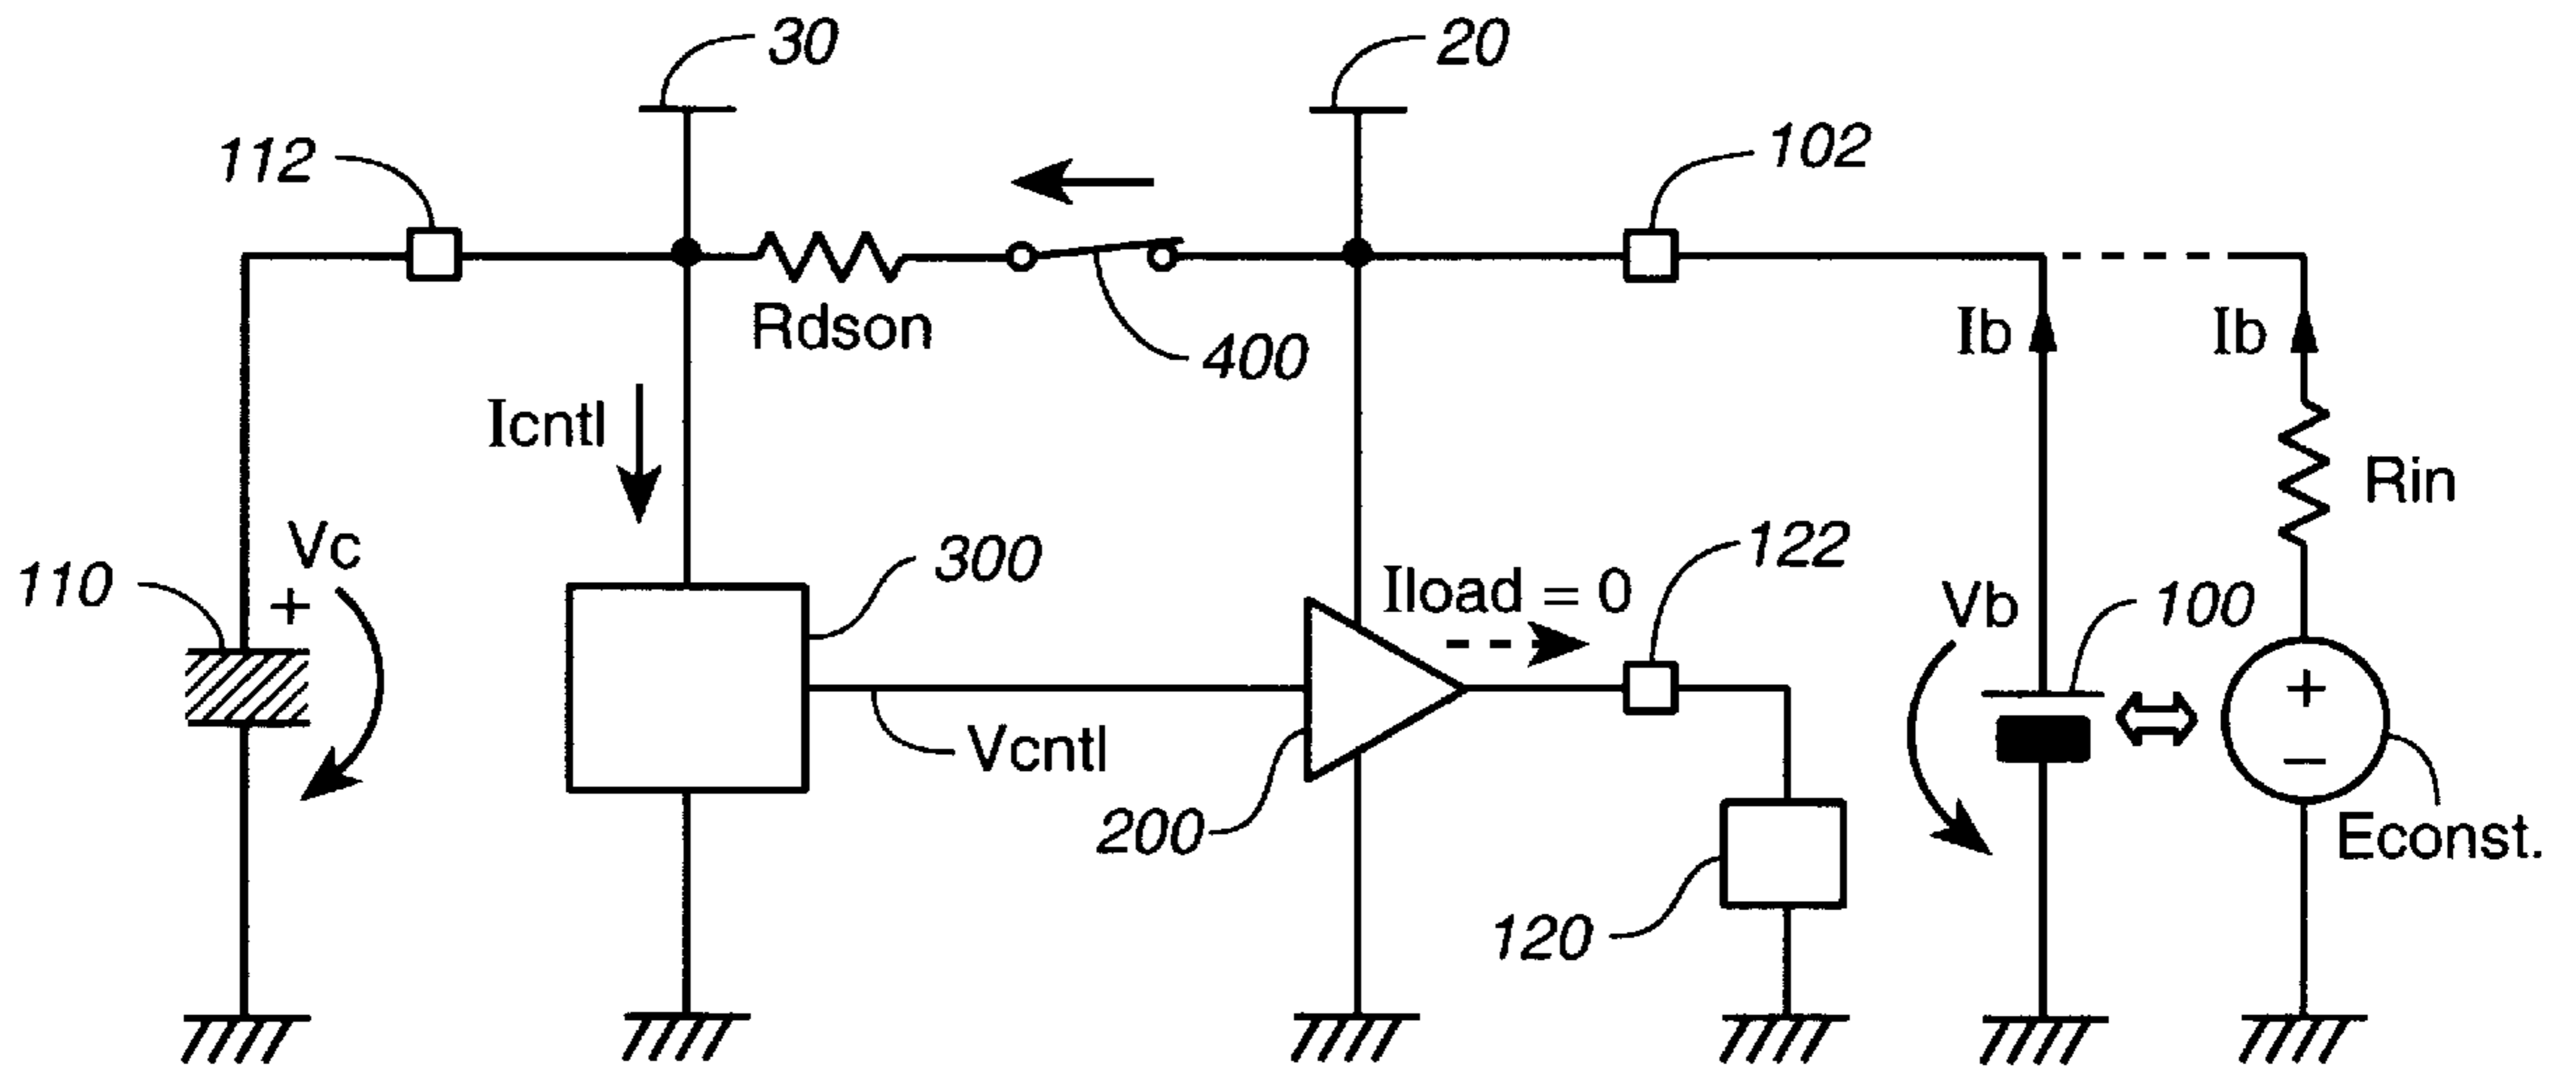 30
20
112
102
Rdson
400
Ib
Ib
Icntl
Rin
Vc
+
110
300
122
Iload = 0
Vb
100
+
−
Vcntl
200
Econst.
120